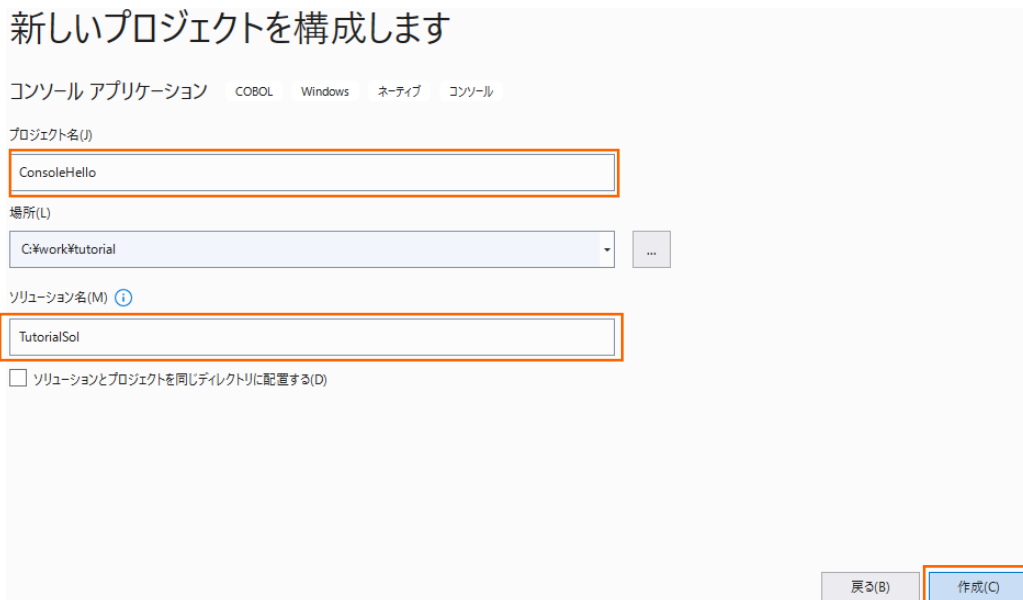 新しいプロジェクトを構成します
コンソール アプリケーション COBOL Windows ネーティブ コンソール
プロジェクト名(J)
ConsoleHello
場所(L)
C:¥work¥tutorial
...
ソリューション名(M)
TutorialSol
ソリューションとプロジェクトを同じディレクトリに配置する(D)
戻る(B) 作成(C)